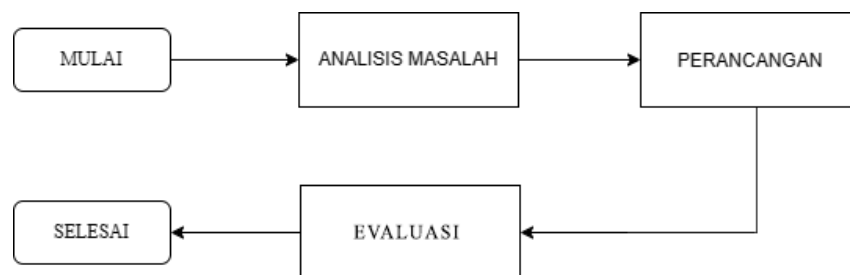 MULAI
ANALISIS MASALAH
PERANCANGAN
SELESAI
EVALUASI